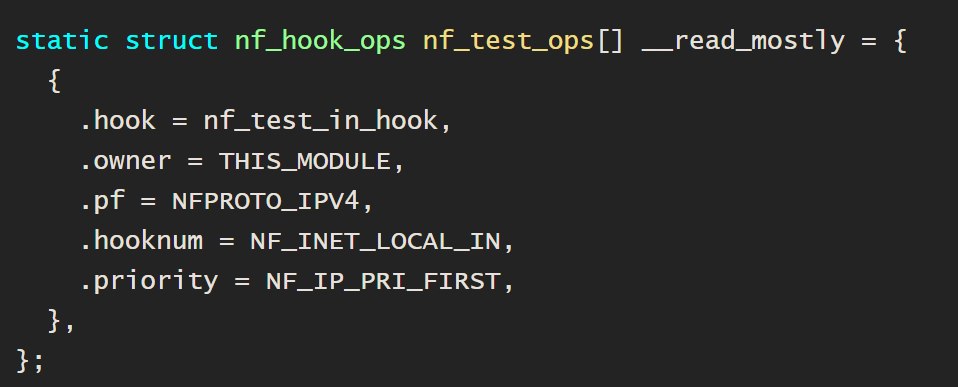 static struct nf_hook_ops nf_test_ops[] __read_mostly = {
  {
    .hook = nf_test_in_hook,
    .owner = THIS_MODULE,
    .pf = NFPROTO_IPV4,
    .hooknum = NF_INET_LOCAL_IN,
    .priority = NF_IP_PRI_FIRST,
  },
};